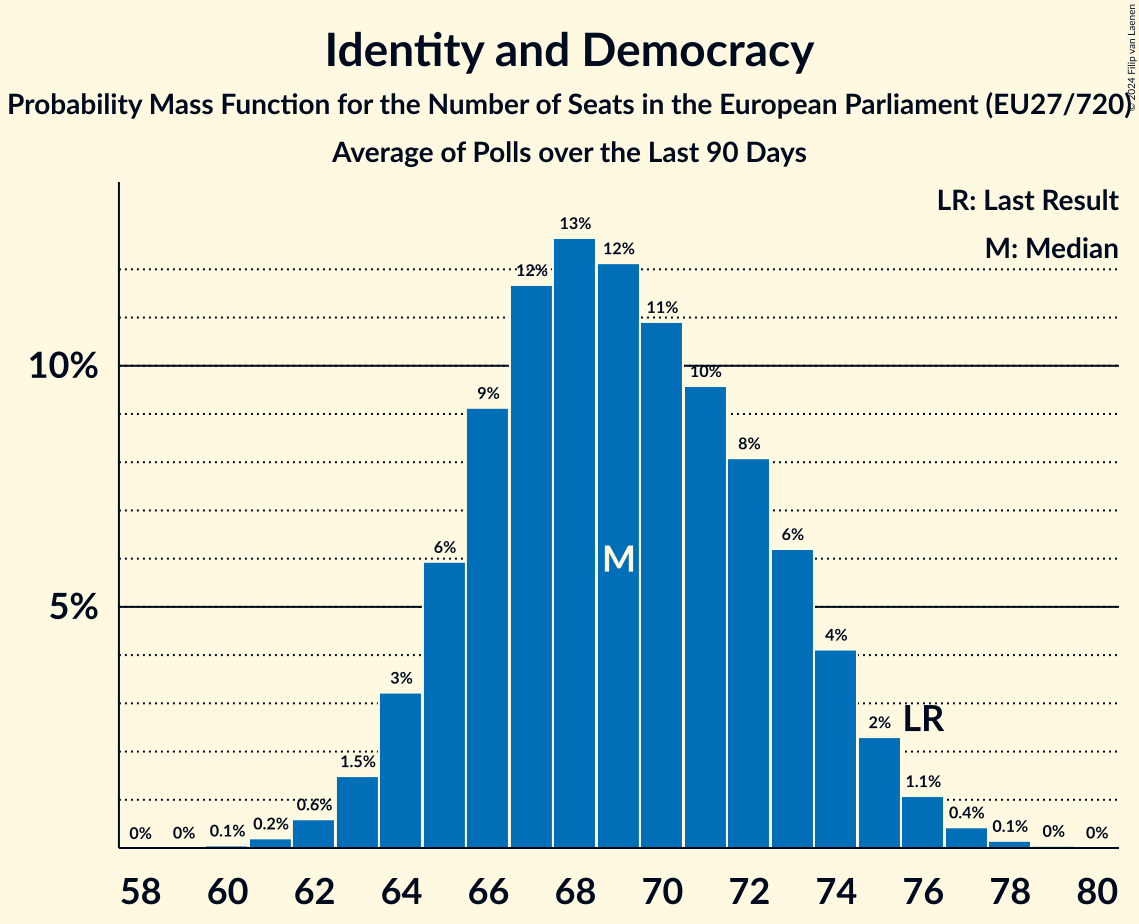 Identity and Democracy
Probability Mass Function for the Number of Seats in the European Parliament (EU27/720)
Average of Polls over the Last 90 Days
© 2024 Filip van Laenen
LR: Last Result
M: Median
13%
12%
12%
11%
10%
10%
9%
8%
6%
6%
M
5%
4%
3%
LR
2%
1.5%
1.1%
0.6%
0.4%
0.2%
0.1%
0.1%
0%
0%
0%
0%
58 60 62 64 66 68 70 72 74 76 78 80